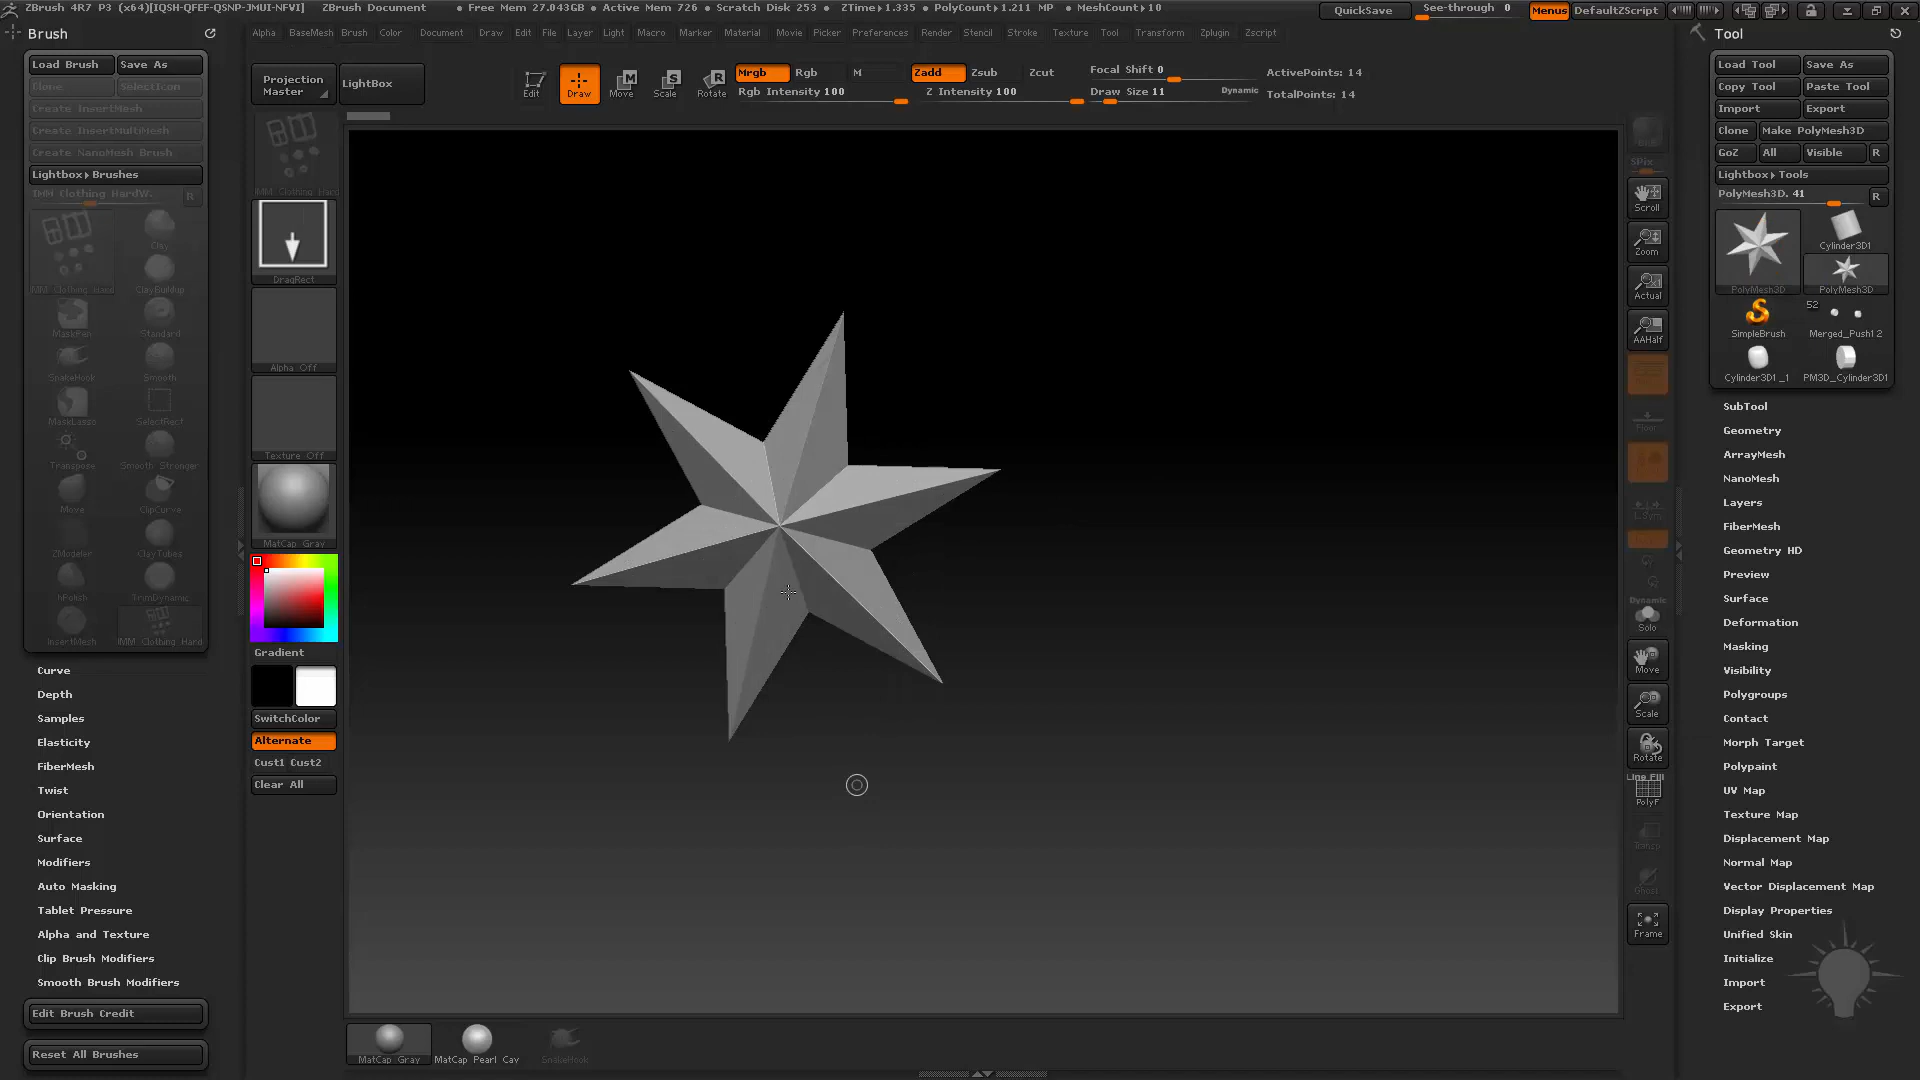 ZBrush 4R7 P3 (x64)[IQSH-QFEF-QSNP-JMUI-NFVI] ZBrush Document • Free Mem 27.043GB • Active Mem 726 • Scratch Disk 253 • ZTime▸1.335 • PolyCount▸1.211 MP • MeshCount▸10 QuickSave See-through 0 Menus DefaultZScript
Brush
Alpha BaseMesh Brush Color Document Draw Edit File Layer Light Macro Marker Material Movie Picker Preferences Render Stencil Stroke Texture Tool Transform Zplugin Zscript
Tool
Load Brush Save As
Clone SelectIcon
Create InsertMesh
Create InsertMultiMesh
Create NanoMesh Brush
Lightbox▸Brushes
IMM Clothing HardW. R
IMM Clothing Hard
Clay
ClayBuildup
MaskPen
Standard
SnakeHook
Smooth
MaskLasso
SelectRect
Transpose
Smooth Stronger
Move
ClipCurve
ZModeler
ClayTubes
hPolish
TrimDynamic
InsertMesh
IMM Clothing Hard
Curve
Depth
Samples
Elasticity
FiberMesh
Twist
Orientation
Surface
Modifiers
Auto Masking
Tablet Pressure
Alpha and Texture
Clip Brush Modifiers
Smooth Brush Modifiers
Edit Brush Credit
Reset All Brushes
Projection
Master
LightBox
Edit
Draw
Move
Scale
Rotate
Mrgb Rgb M
Rgb Intensity 100
Zadd Zsub Zcut
Z Intensity 100
Focal Shift 0
Draw Size 11
Dynamic
ActivePoints: 14
TotalPoints: 14
IMM Clothing Hard
DragRect
Alpha Off
Texture Off
MatCap Gray
Gradient
SwitchColor
Alternate
Cust1 Cust2
Clear All
MatCap Gray
MatCap Pearl Cav
SnakeHook
SPix
Scroll
Zoom
Actual
AAHalf
Floor
L.Sym
Dynamic
Solo
Move
Scale
Rotate
Line Fill
PolyF
Transp
Ghost
Frame
Load Tool Save As
Copy Tool Paste Tool
Import Export
Clone Make PolyMesh3D
GoZ All Visible R
Lightbox▸Tools
PolyMesh3D. 41 R
PolyMesh3D
Cylinder3D1
PolyMesh3D
SimpleBrush
52
Merged_Push12
Cylinder3D1_1
PM3D_Cylinder3D1
SubTool
Geometry
ArrayMesh
NanoMesh
Layers
FiberMesh
Geometry HD
Preview
Surface
Deformation
Masking
Visibility
Polygroups
Contact
Morph Target
Polypaint
UV Map
Texture Map
Displacement Map
Normal Map
Vector Displacement Map
Display Properties
Unified Skin
Initialize
Import
Export